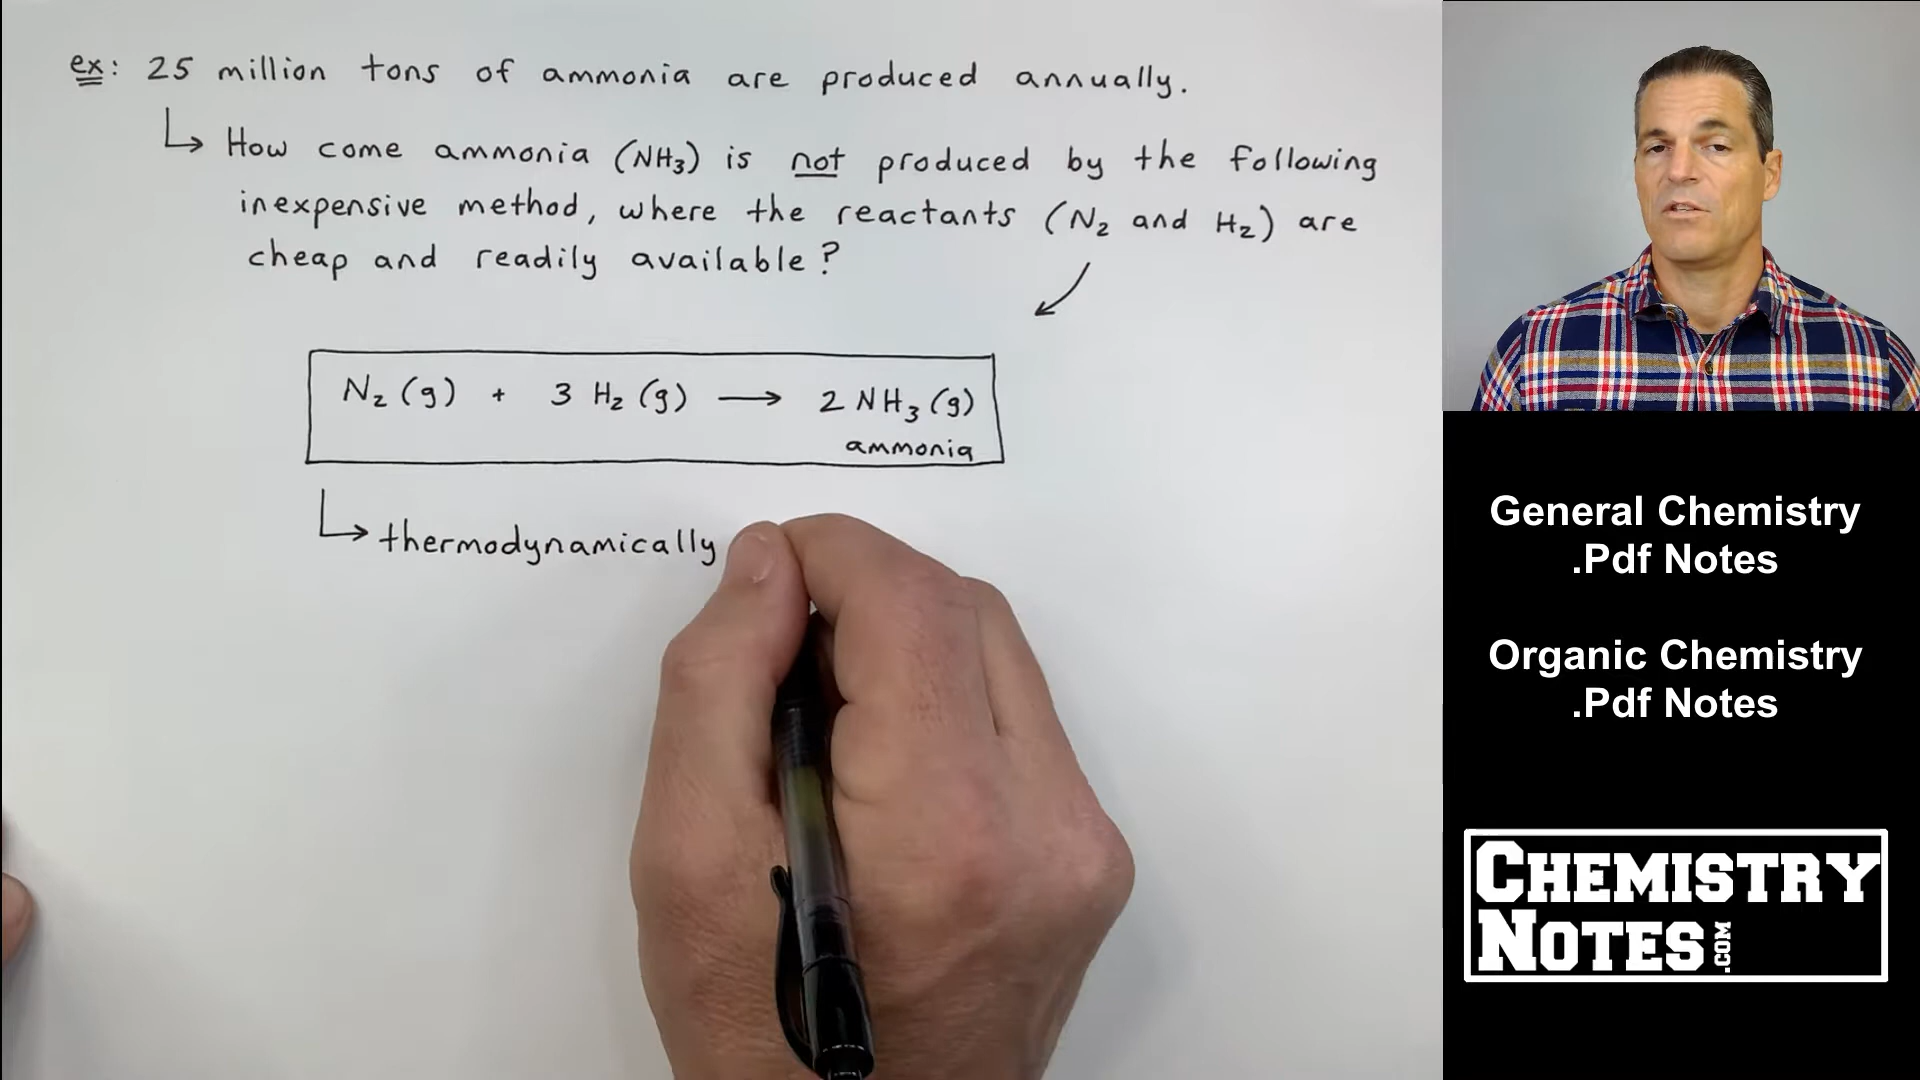 ex: 25 million tons of ammonia are produced annually.
How come ammonia (NH₃) is not produced by the following
inexpensive method, where the reactants (N₂ and H₂) are
cheap and readily available?
N₂ (g) + 3 H₂ (g) → 2 NH₃ (g)
ammonia
thermodynamically
General Chemistry
.Pdf Notes
Organic Chemistry
.Pdf Notes
CHEMISTRY
NOTES.COM